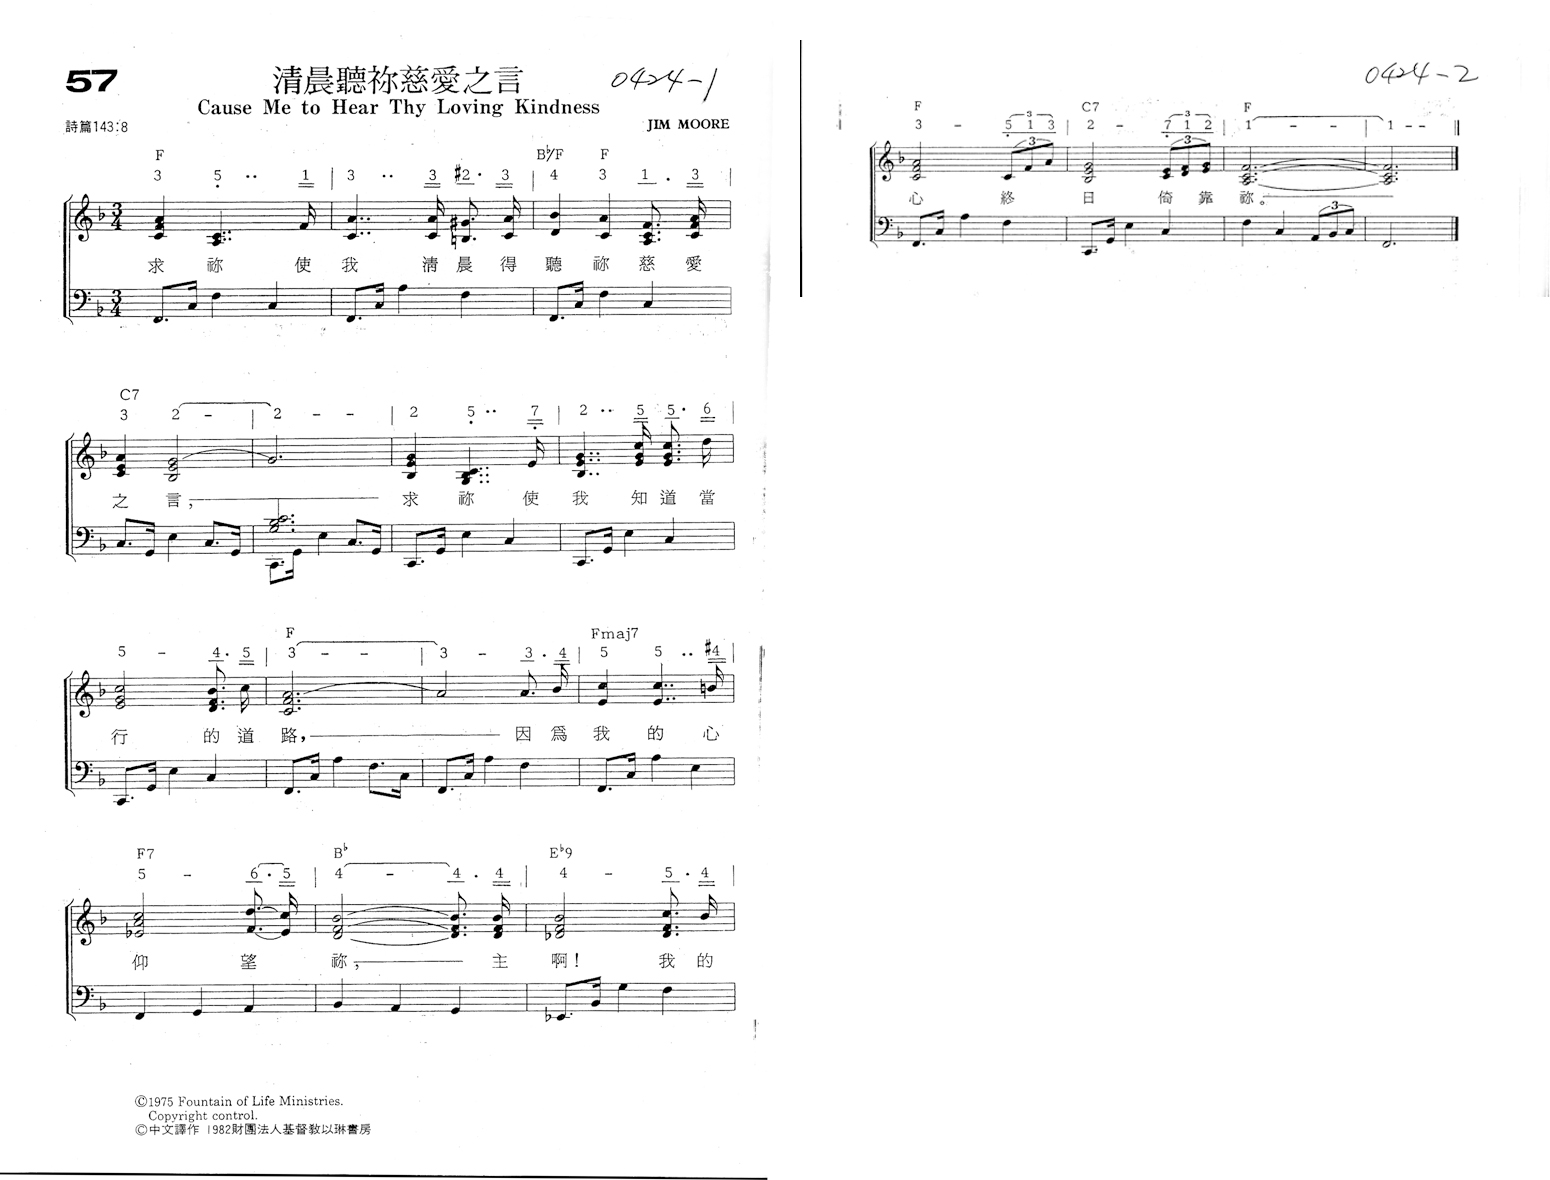 57
清晨聽祢慈愛之言
0424-1
Cause Me to Hear Thy Loving Kindness
詩篇143:8
JIM MOORE
F B♭/F F
3 5 ·· 1 | 3 ·· 3 #2 · 3 | 4 3 1 · 3 |
求 祢 使 我 清 晨 得 聽 祢 慈 愛
C7
3 2 - | 2 - - | 2 5 ·· 7 | 2 ·· 5 5 · 6 |
之 言, 求 祢 使 我 知 道 當
F Fmaj7
5 - 4 · 5 | 3 - - | 3 - 3 · 4 | 5 5 ·· #4 |
行 的 道 路, 因 爲 我 的 心
F7 B♭ E♭9
5 - 6 · 5 | 4 - 4 · 4 | 4 - 5 · 4 |
仰 望 祢, 主 啊! 我 的
©1975 Fountain of Life Ministries.
Copyright control.
©中文譯作 1982財團法人基督教以琳書房
0424-2
F C7 F
3 - 5 1 3 | 2 - 7 1 2 | 1 - - | 1 - - ‖
心 終 日 倚 靠 祢。